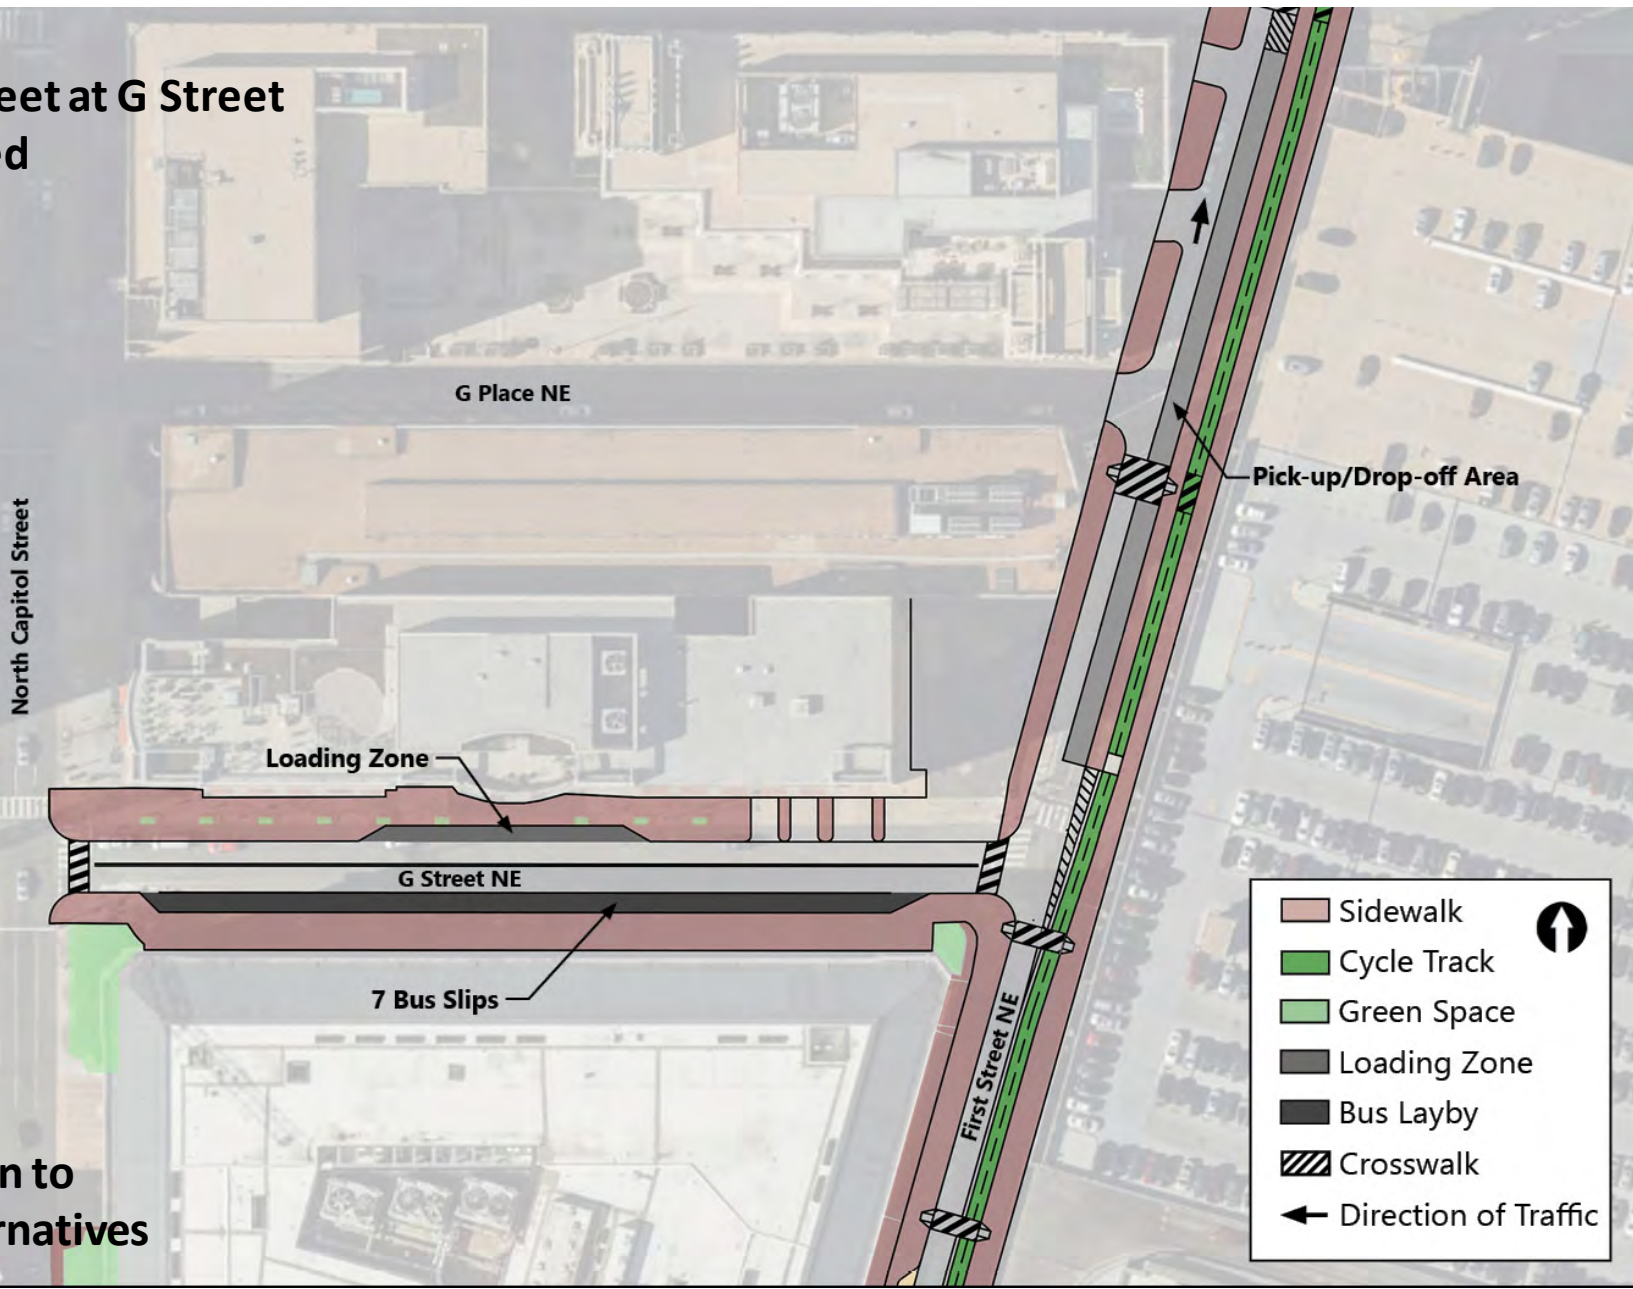 eet at G Street
ed
G Place NE
Pick-up/Drop-off Area
North Capitol Street
Loading Zone
G Street NE
7 Bus Slips
First Street NE
n to
rnatives
Sidewalk
Cycle Track
Green Space
Loading Zone
Bus Layby
Crosswalk
Direction of Traffic